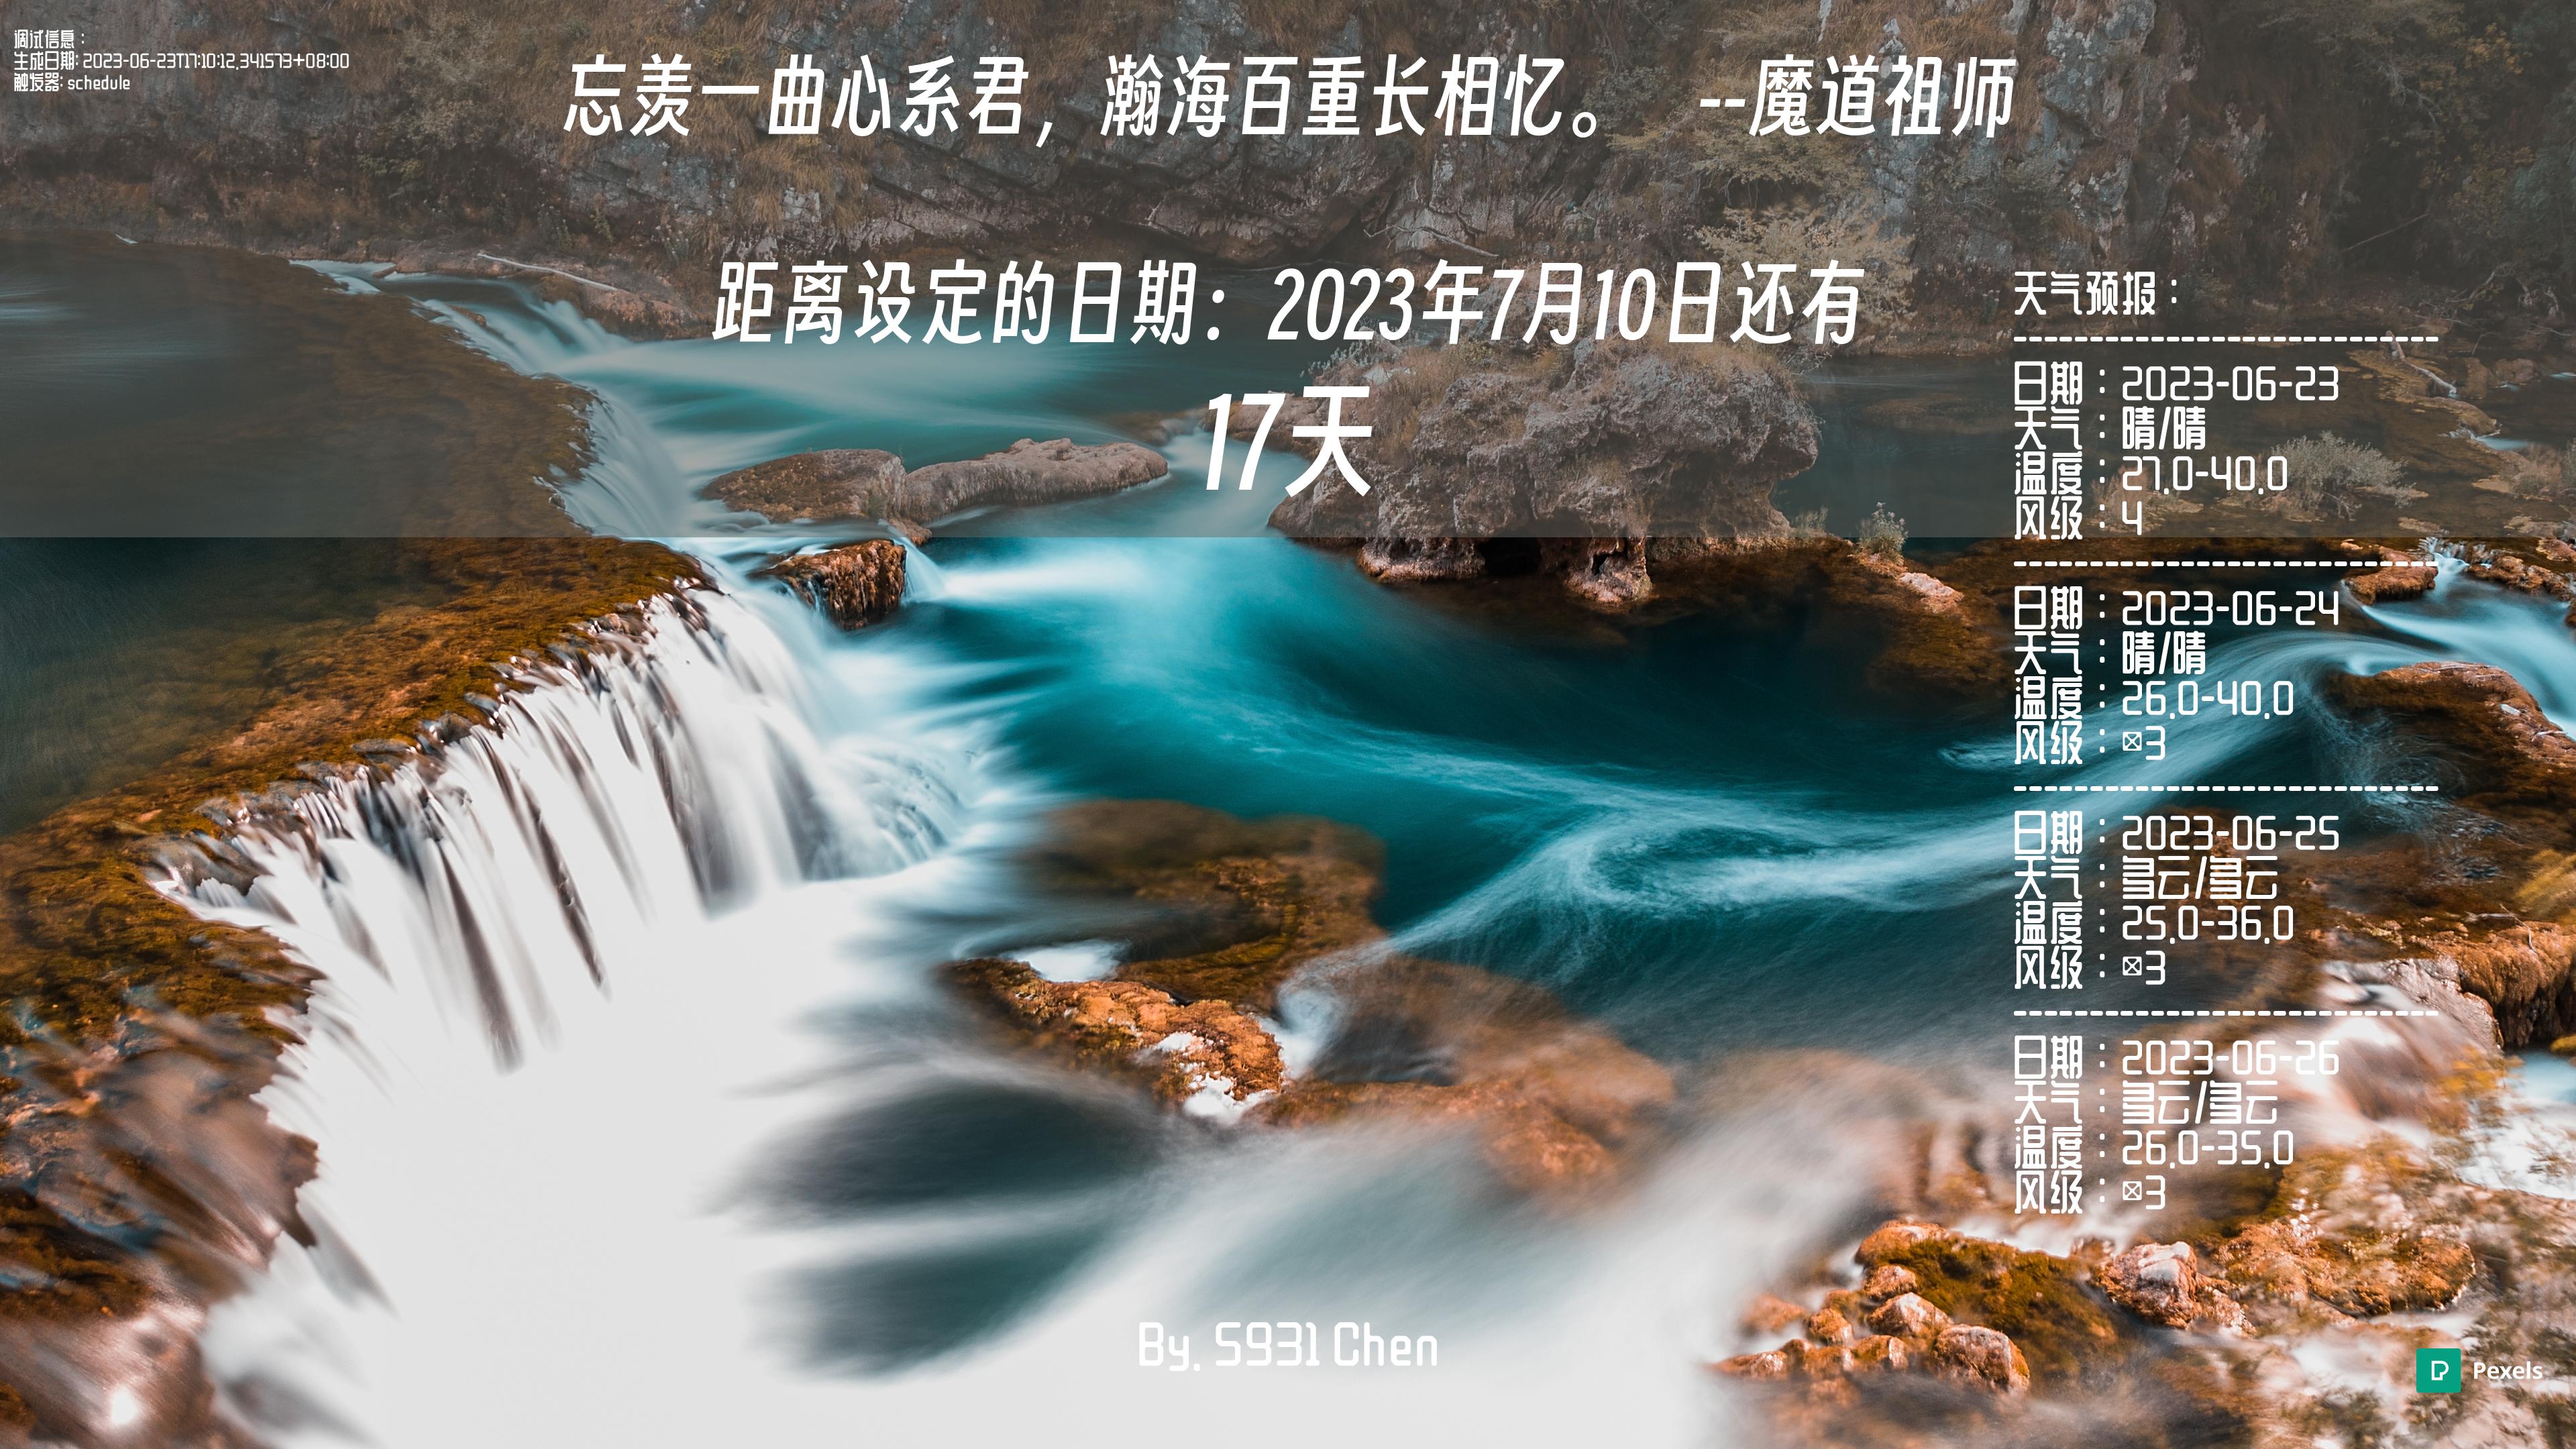 调试信息：
生成日期: 2023-06-23T17:10:12.341573+08:00
触发器: schedule
忘羡一曲心系君，瀚海百重长相忆。 --魔道祖师
距离设定的日期：2023年7月10日还有
17天
天气预报：
----------------------------
日期：2023-06-23
天气：晴/晴
温度：27.0-40.0
风级：4
----------------------------
日期：2023-06-24
天气：晴/晴
温度：26.0-40.0
风级：☒3
----------------------------
日期：2023-06-25
天气：多云/多云
温度：25.0-36.0
风级：☒3
----------------------------
日期：2023-06-26
天气：多云/多云
温度：26.0-35.0
风级：☒3
By. S931 Chen
Pexels